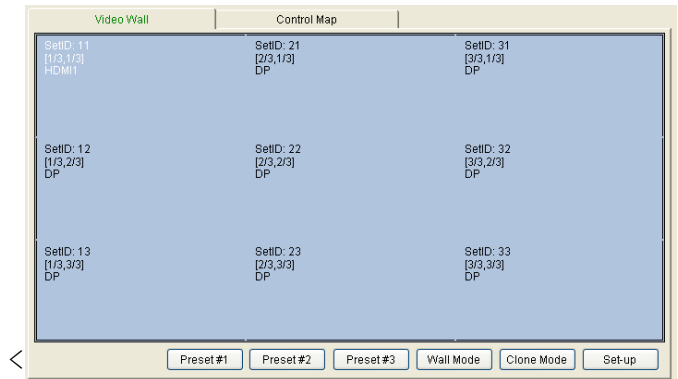 Video Wall
Control Map
SetID: 11
[1/3,1/3]
HDMI1
SetID: 21
[2/3,1/3]
DP
SetID: 31
[3/3,1/3]
DP
SetID: 12
[1/3,2/3]
DP
SetID: 22
[2/3,2/3]
DP
SetID: 32
[3/3,2/3]
DP
SetID: 13
[1/3,3/3]
DP
SetID: 23
[2/3,3/3]
DP
SetID: 33
[3/3,3/3]
DP
<
Preset #1
Preset #2
Preset #3
Wall Mode
Clone Mode
Set-up